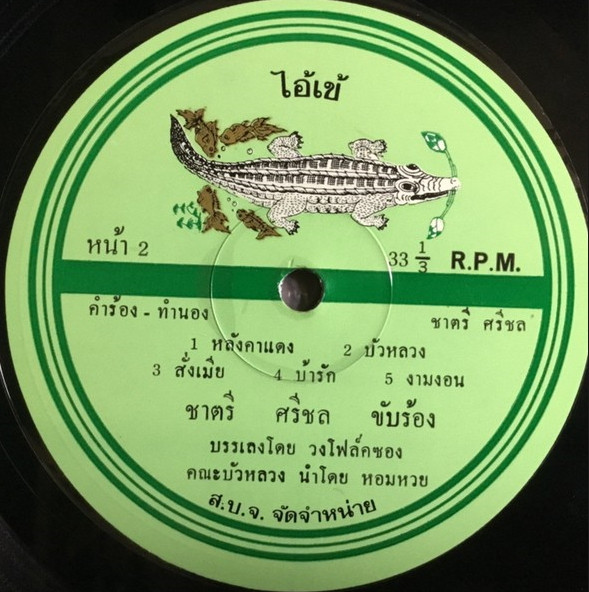 ไอ้เข้
หน้า 2
33 1/3 R.P.M.
คำร้อง - ทำนอง
ชาตรี ศรีชล
1 หลังคาแดง 2 บัวหลวง
3 สั่งเมีย 4 บ้ารัก 5 งามงอน
ชาตรี ศรีชล ขับร้อง
บรรเลงโดย วงโฟล์คซอง
คณะบัวหลวง นำโดย หอมหวย
ส.บ.จ. จัดจำหน่าย